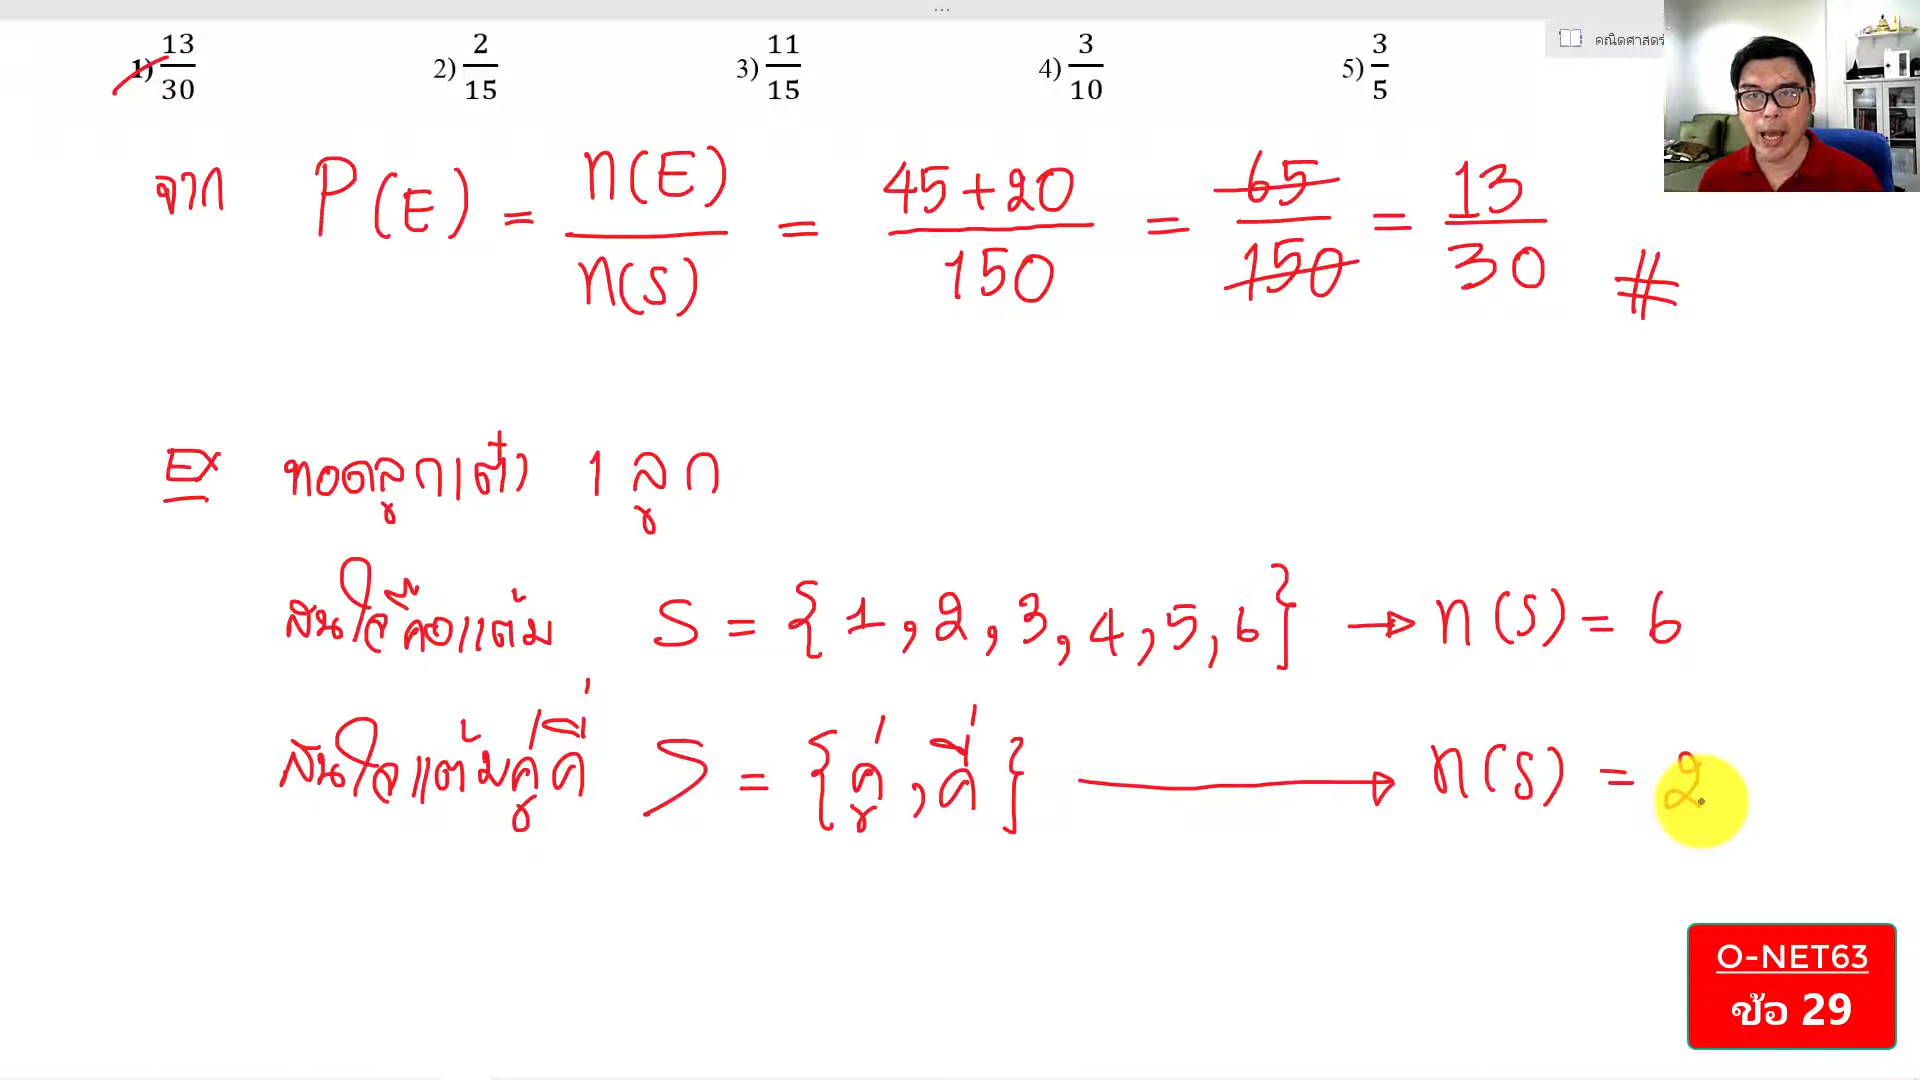 ...
1) 13/30 2) 2/15 3) 11/15 4) 3/10 5) 3/5
คณิตศาสตร์
จาก P(E) = n(E)/n(S) = 45+20/150 = 65/150 = 13/30 #
EX ทอดลูกเต๋า 1 ลูก
สนใจคือแต้ม S = {1, 2, 3, 4, 5, 6} → n(S) = 6
สนใจแต้มคู่คี่ S = {คู่, คี่} → n(S) = 2
O-NET63
ข้อ 29